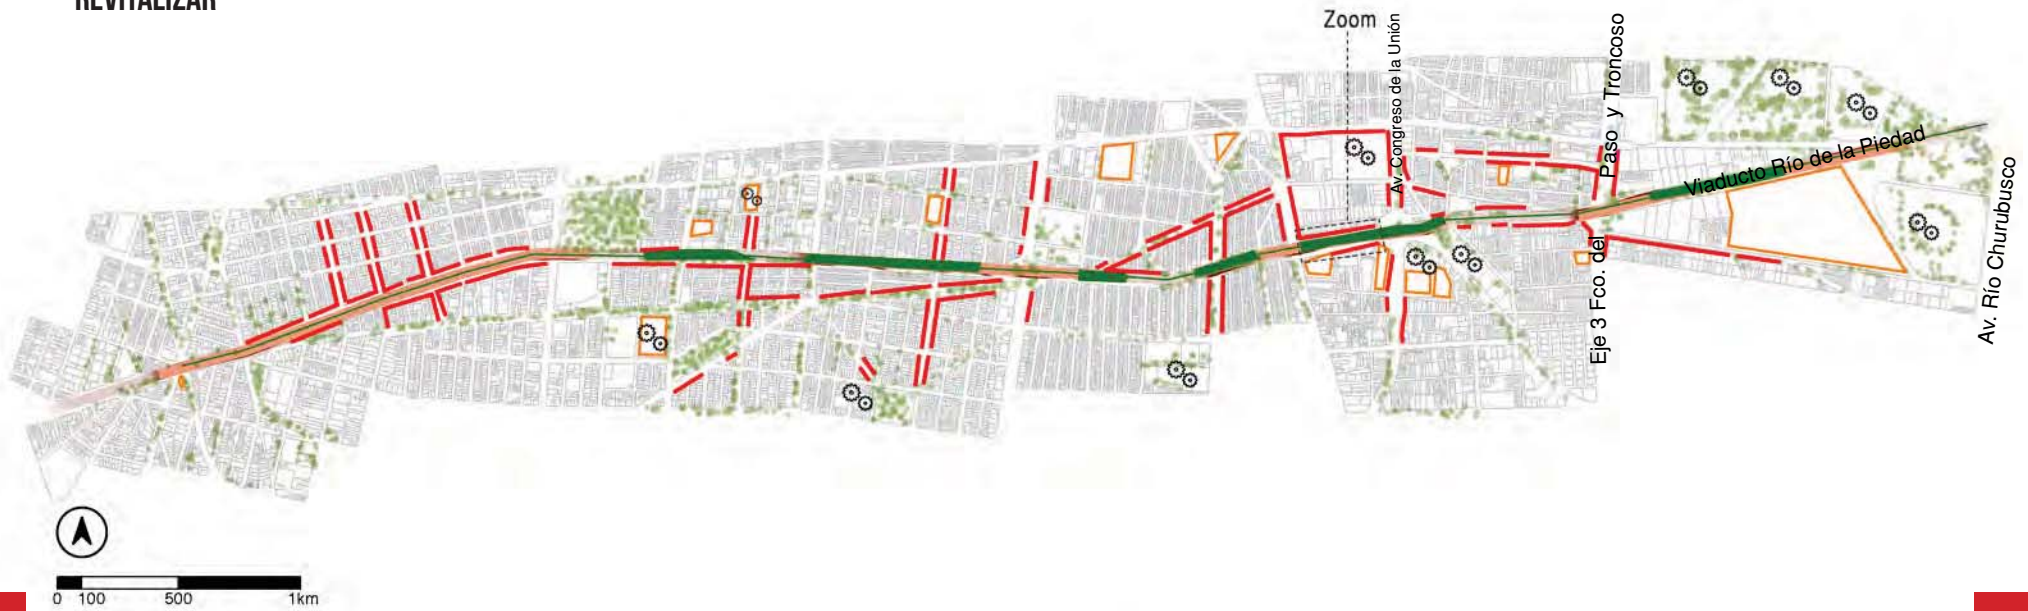 REVITALIZAR
Zoom
Av. Congreso de la Unión
Paso y Troncoso
Eje 3 Fco. del
Viaducto Río de la Piedad
Av. Río Churubusco
0 100 500 1km